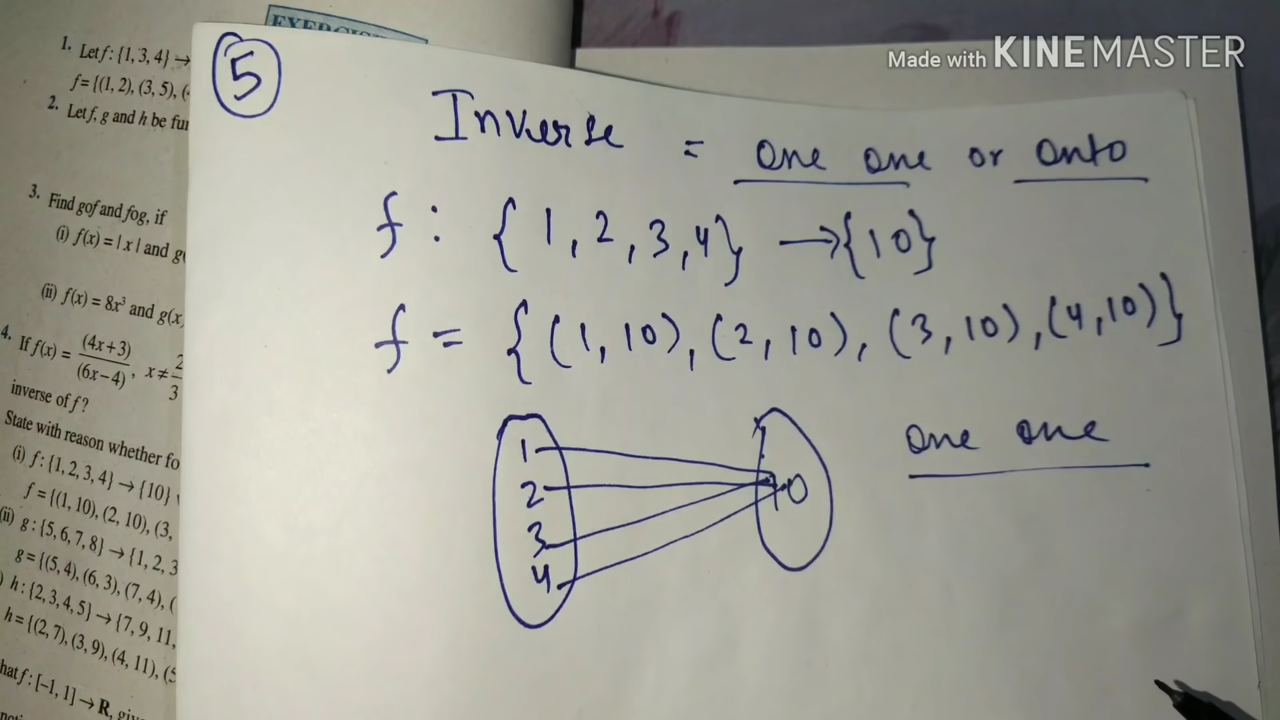 EXERCIS
1. Let f : {1, 3, 4} →
f = {(1, 2), (3, 5), (
2. Let f, g and h be fu
3. Find gof and fog, if
(i) f(x) = | x | and g
(ii) f(x) = 8x³ and g(x
4. If f(x) = (4x+3)/(6x−4), x ≠ 2/3
inverse of f?
State with reason whether fo
(i) f : {1, 2, 3, 4} → {10}
f = {(1, 10), (2, 10), (3,
(ii) g : {5, 6, 7, 8} → {1, 2, 3
g = {(5, 4), (6, 3), (7, 4), (
) h : {2, 3, 4, 5} → {7, 9, 11,
h = {(2, 7), (3, 9), (4, 11), (5
hat f : [−1, 1] → R, giv
Made with KINEMASTER
5
Inverse = one one or onto
f : {1, 2, 3, 4} → {10}
f = {(1, 10), (2, 10), (3, 10), (4, 10)}
1
2
3
4
10
one one